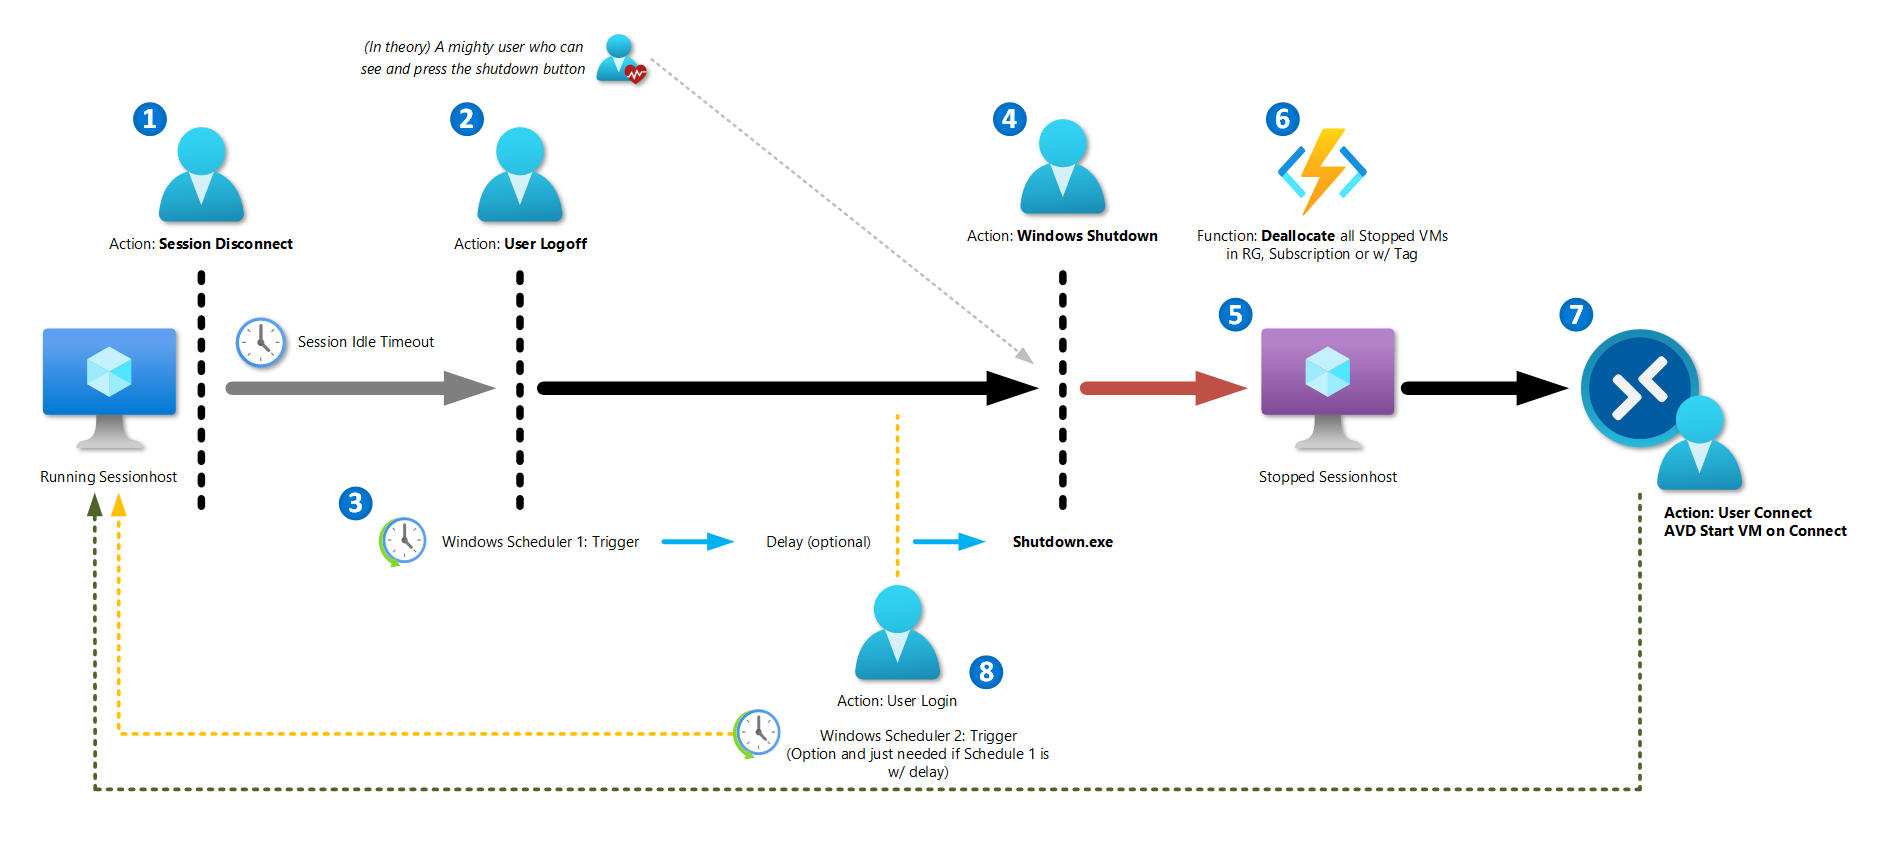 (In theory) A mighty user who can
see and press the shutdown button
1
2
4
6
Action: Session Disconnect
Action: User Logoff
Action: Windows Shutdown
Function: Deallocate all Stopped VMs
in RG, Subscription or w/ Tag
5
7
Session Idle Timeout
Running Sessionhost
Stopped Sessionhost
3
Action: User Connect
AVD Start VM on Connect
Windows Scheduler 1: Trigger
Delay (optional)
Shutdown.exe
8
Action: User Login
Windows Scheduler 2: Trigger
(Option and just needed if Schedule 1 is
w/ delay)